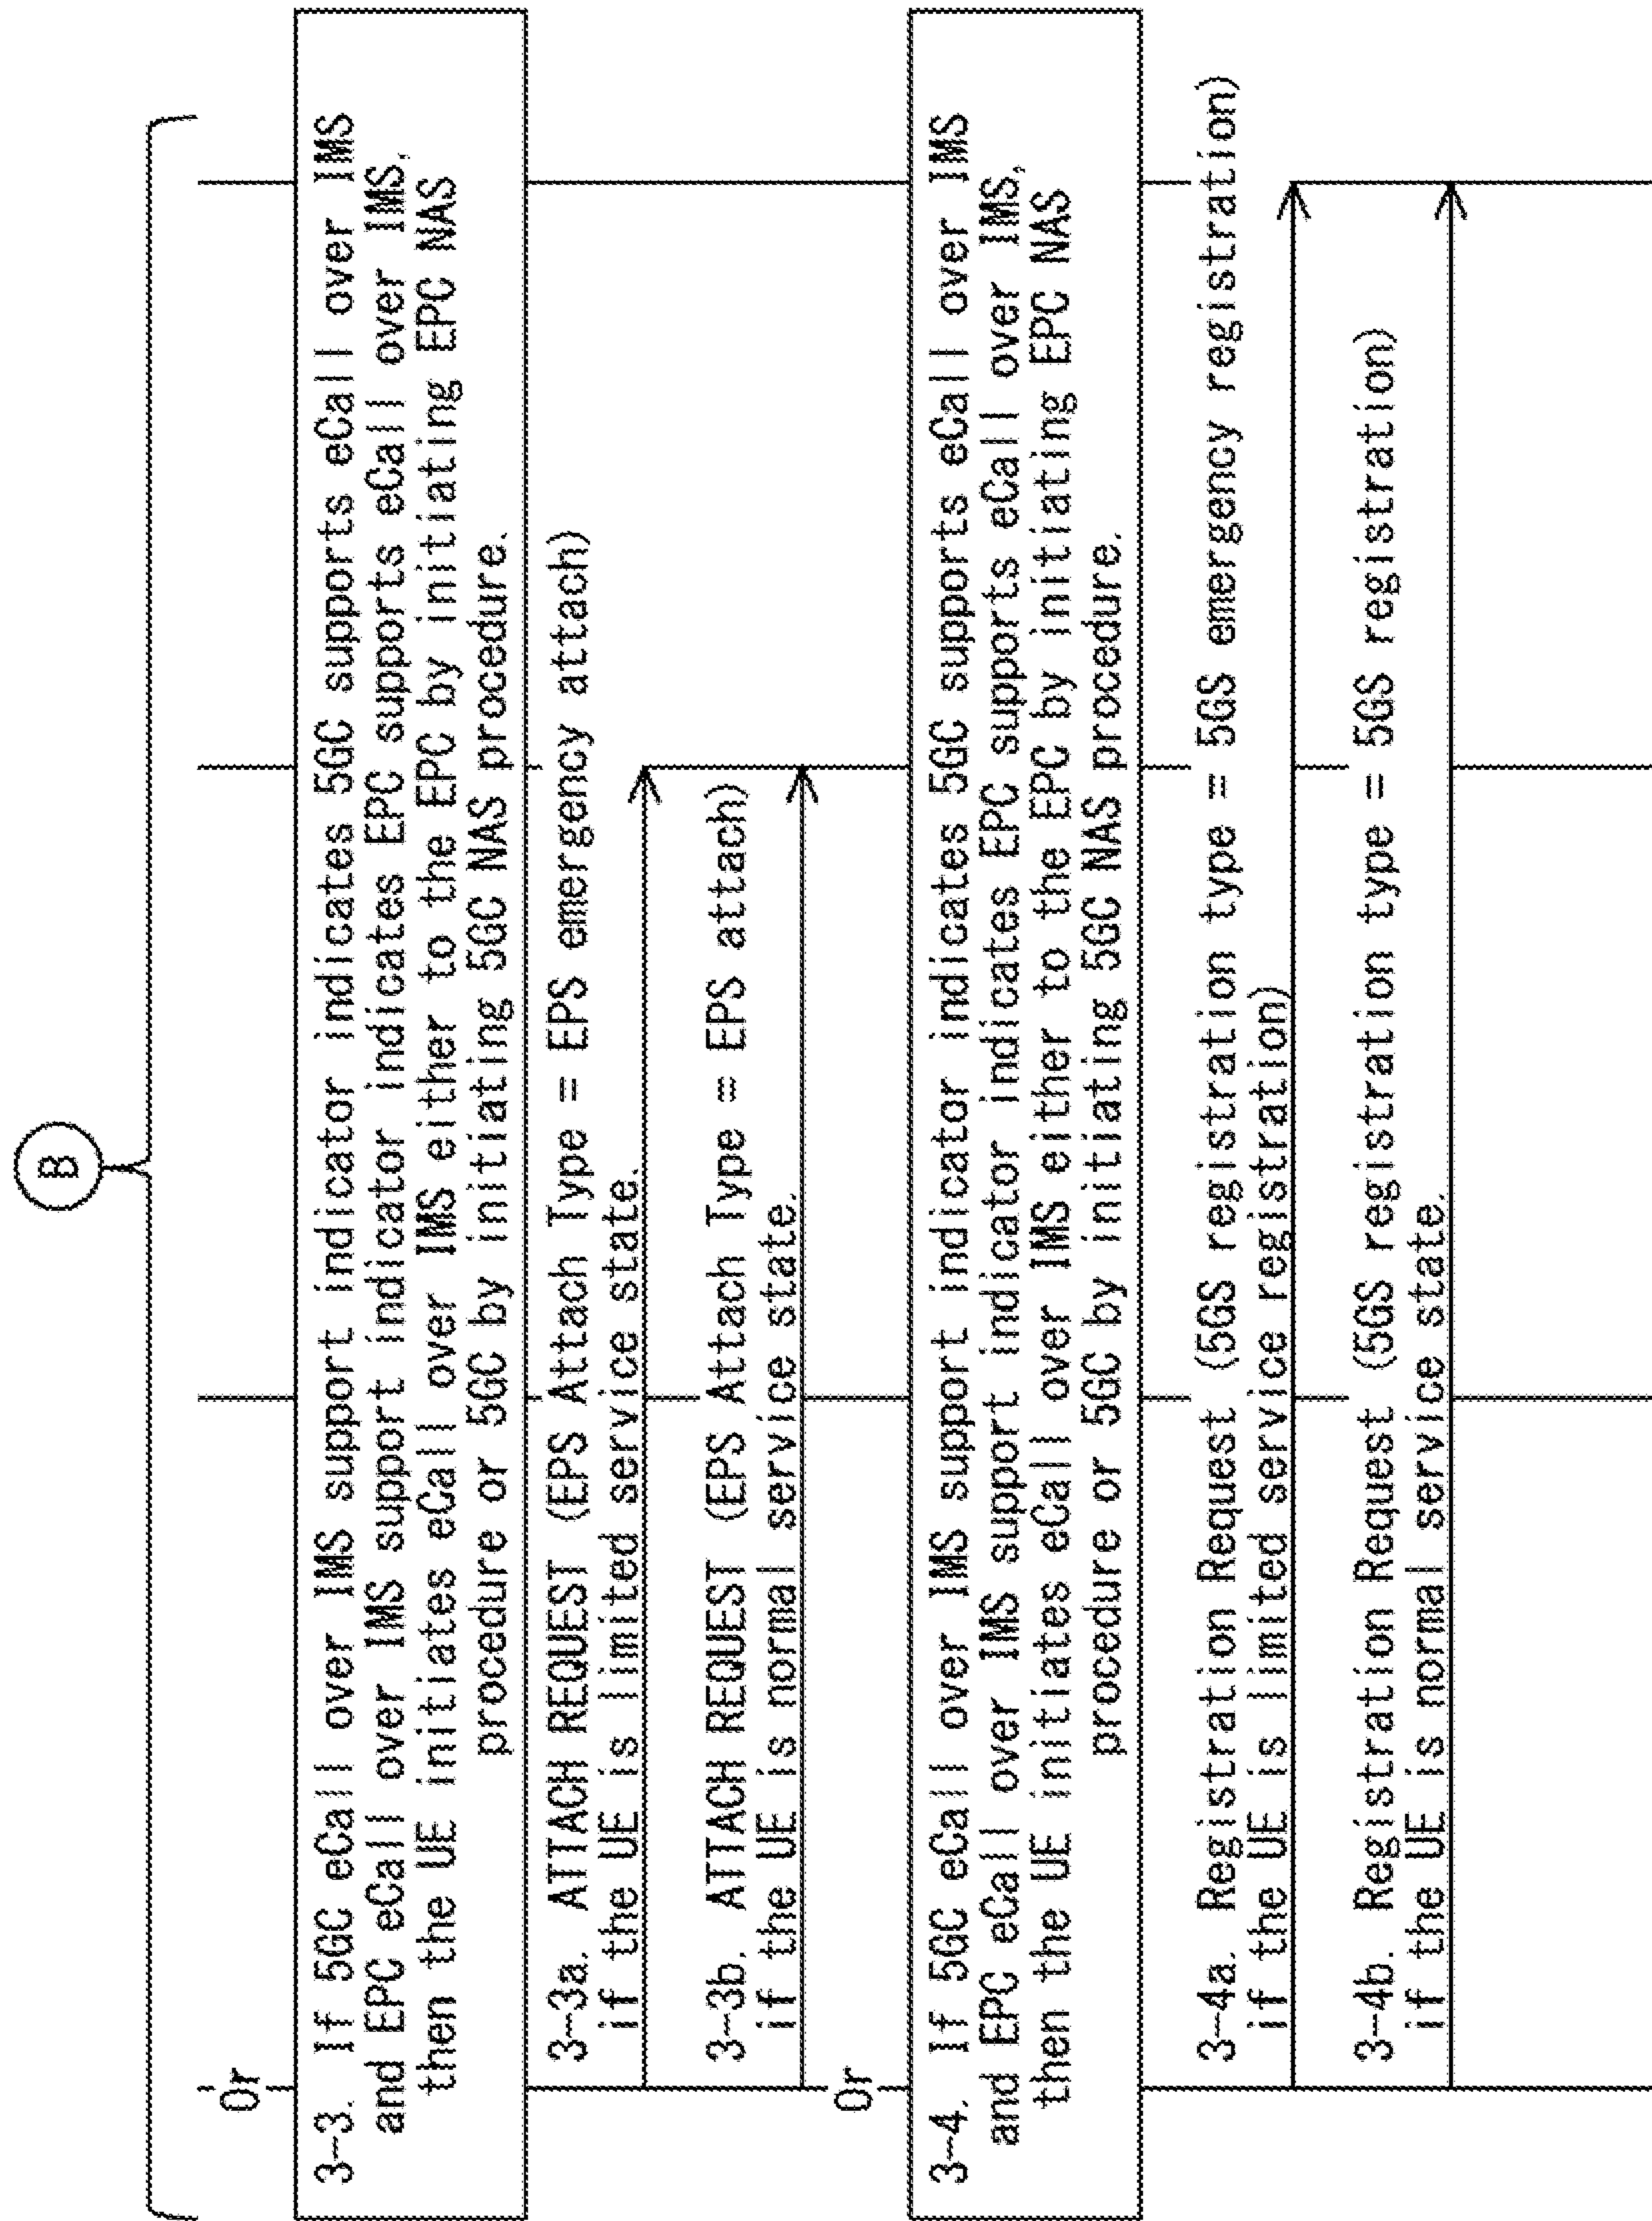 B
Or
3-3. If 5GC eCall over IMS support indicator indicates 5GC supports eCall over IMS
and EPC eCall over IMS support indicator indicates EPC supports eCall over IMS,
then the UE initiates eCall over IMS either to the EPC by initiating EPC NAS
procedure or 5GC by initiating 5GC NAS procedure.
3-3a. ATTACH REQUEST (EPS Attach Type = EPS emergency attach)
if the UE is limited service state.
3-3b. ATTACH REQUEST (EPS Attach Type = EPS attach)
if the UE is normal service state.
Or
3-4. If 5GC eCall over IMS support indicator indicates 5GC supports eCall over IMS
and EPC eCall over IMS support indicator indicates EPC supports eCall over IMS,
then the UE initiates eCall over IMS either to the EPC by initiating EPC NAS
procedure or 5GC by initiating 5GC NAS procedure.
3-4a. Registration Request (5GS registration type = 5GS emergency registration)
if the UE is limited service registration)
3-4b. Registration Request (5GS registration type = 5GS registration)
if the UE is normal service state.